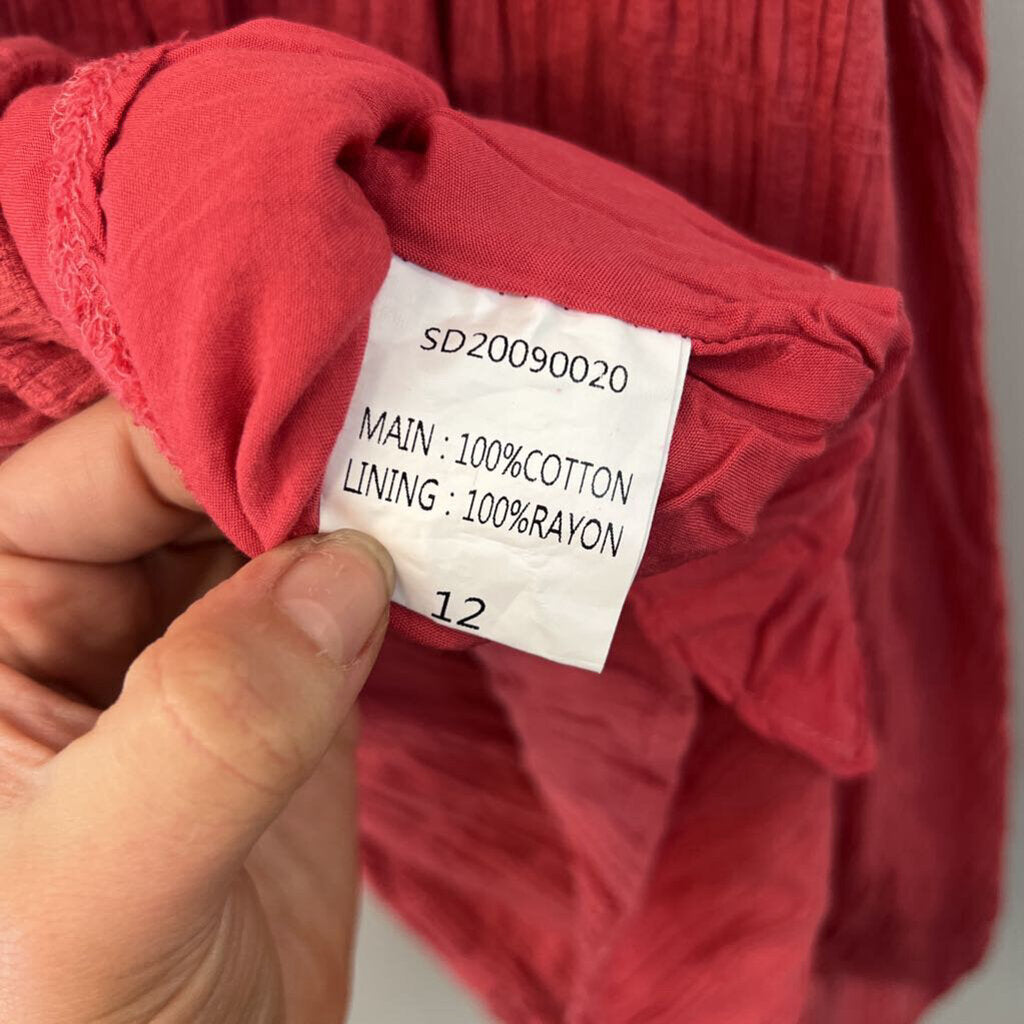 SD20090020
MAIN : 100%COTTON
LINING : 100%RAYON
12